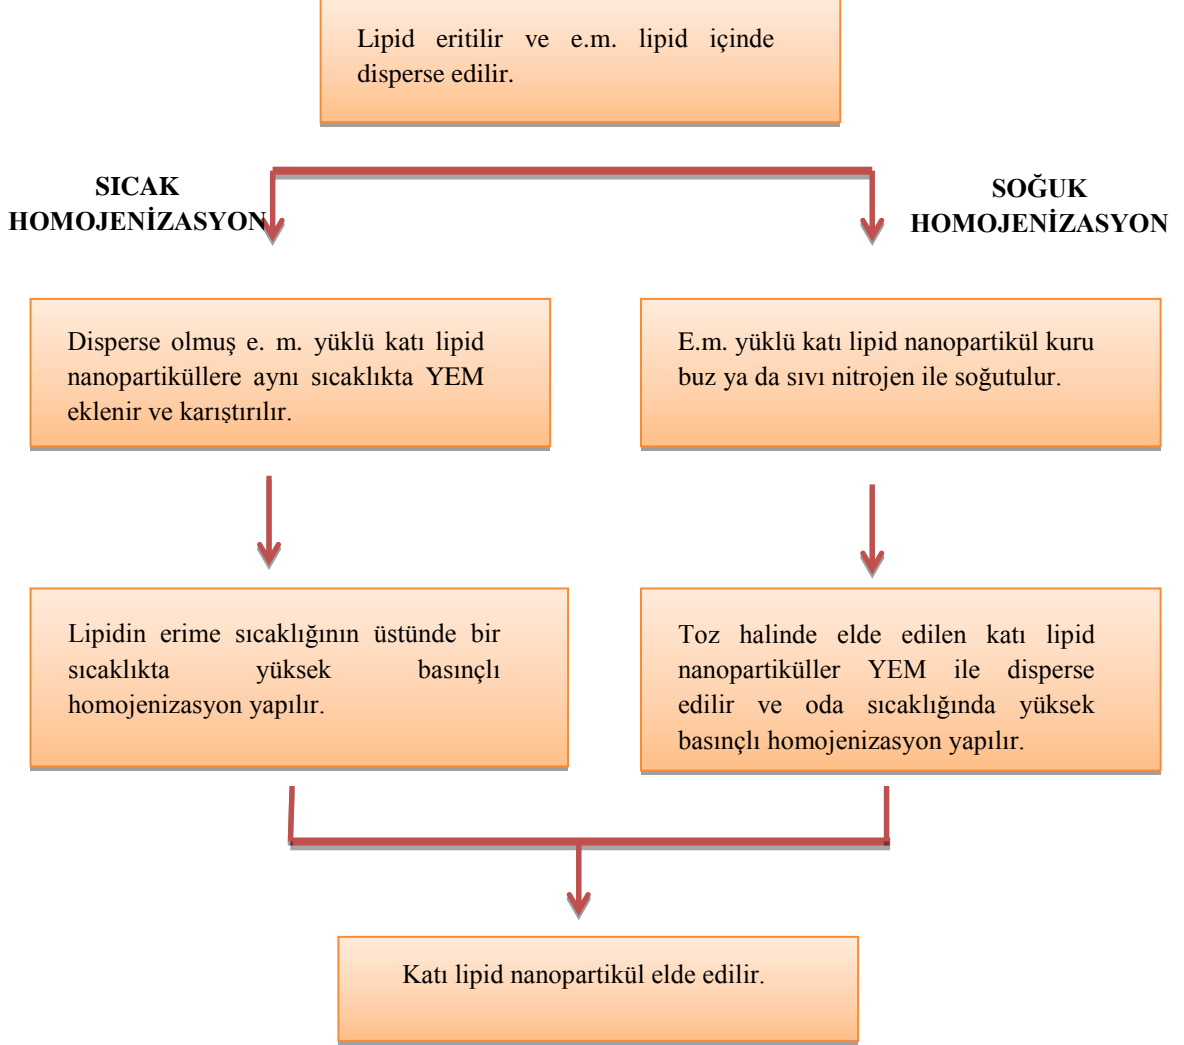 Lipid eritilir ve e.m. lipid içinde
disperse edilir.
SICAK
HOMOJENİZASYON
SOĞUK
HOMOJENİZASYON
Disperse olmuş e. m. yüklü katı lipid
nanopartiküllere aynı sıcaklıkta YEM
eklenir ve karıştırılır.
E.m. yüklü katı lipid nanopartikül kuru
buz ya da sıvı nitrojen ile soğutulur.
Lipidin erime sıcaklığının üstünde bir
sıcaklıkta yüksek basınçlı
homojenizasyon yapılır.
Toz halinde elde edilen katı lipid
nanopartiküller YEM ile disperse
edilir ve oda sıcaklığında yüksek
basınçlı homojenizasyon yapılır.
Katı lipid nanopartikül elde edilir.